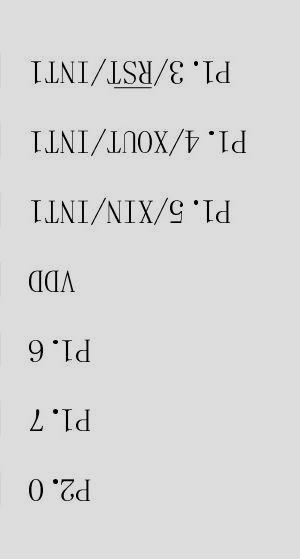 P2.0
P1.7
P1.6
VDD
P1.5/XIN/INT1
P1.4/XOUT/INT1
P1.3/RST/INT1